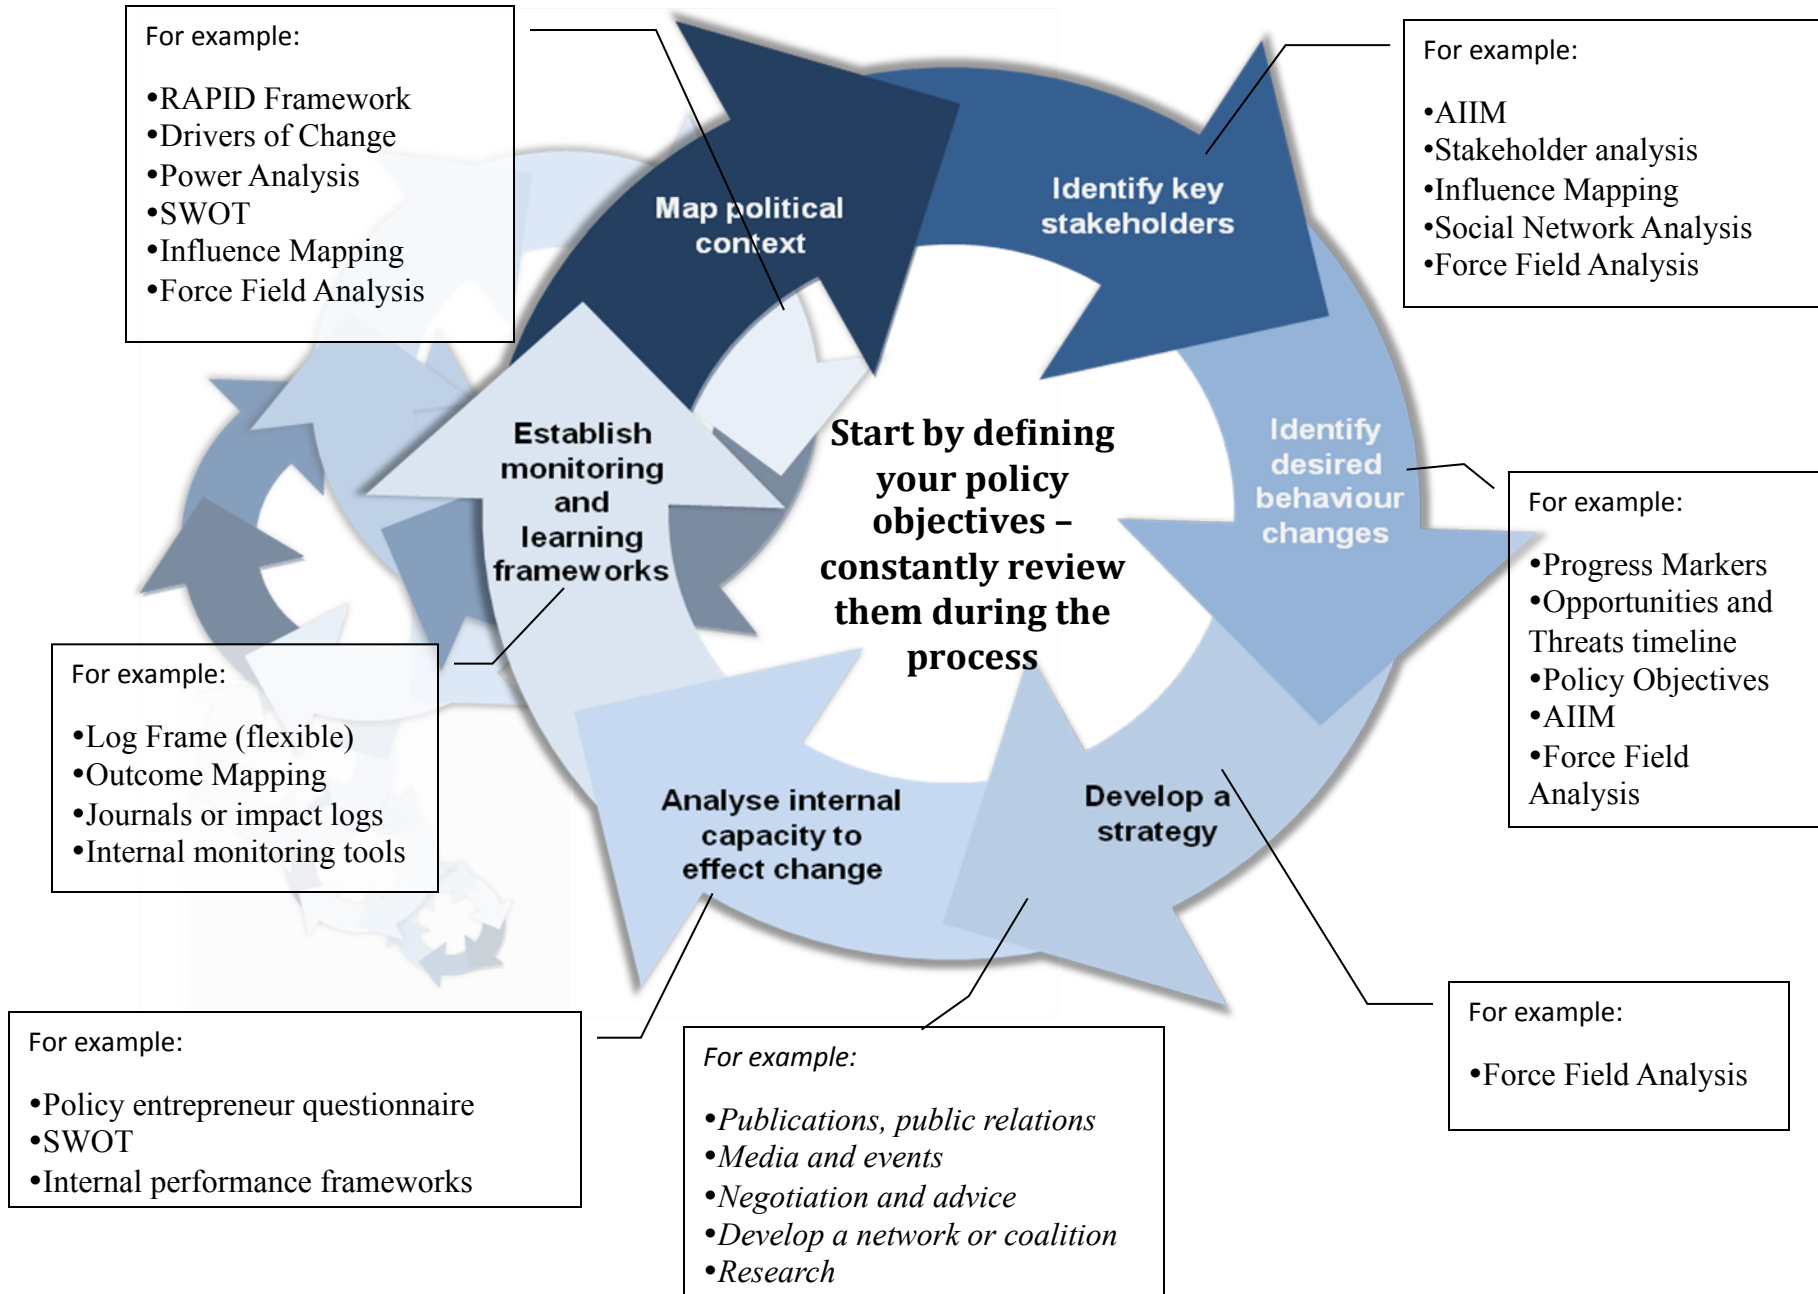 For example:
•RAPID Framework
•Drivers of Change
•Power Analysis
•SWOT
•Influence Mapping
•Force Field Analysis
For example:
•AIIM
•Stakeholder analysis
•Influence Mapping
•Social Network Analysis
•Force Field Analysis
Map political
context
Identify key
stakeholders
Identify
desired
behaviour
changes
Establish
monitoring
and
learning
frameworks
Start by defining
your policy
objectives –
constantly review
them during the
process
For example:
•Progress Markers
•Opportunities and
Threats timeline
•Policy Objectives
•AIIM
•Force Field
Analysis
For example:
•Log Frame (flexible)
•Outcome Mapping
•Journals or impact logs
•Internal monitoring tools
Analyse internal
capacity to
effect change
Develop a
strategy
For example:
•Policy entrepreneur questionnaire
•SWOT
•Internal performance frameworks
For example:
•Publications, public relations
•Media and events
•Negotiation and advice
•Develop a network or coalition
•Research
For example:
•Force Field Analysis